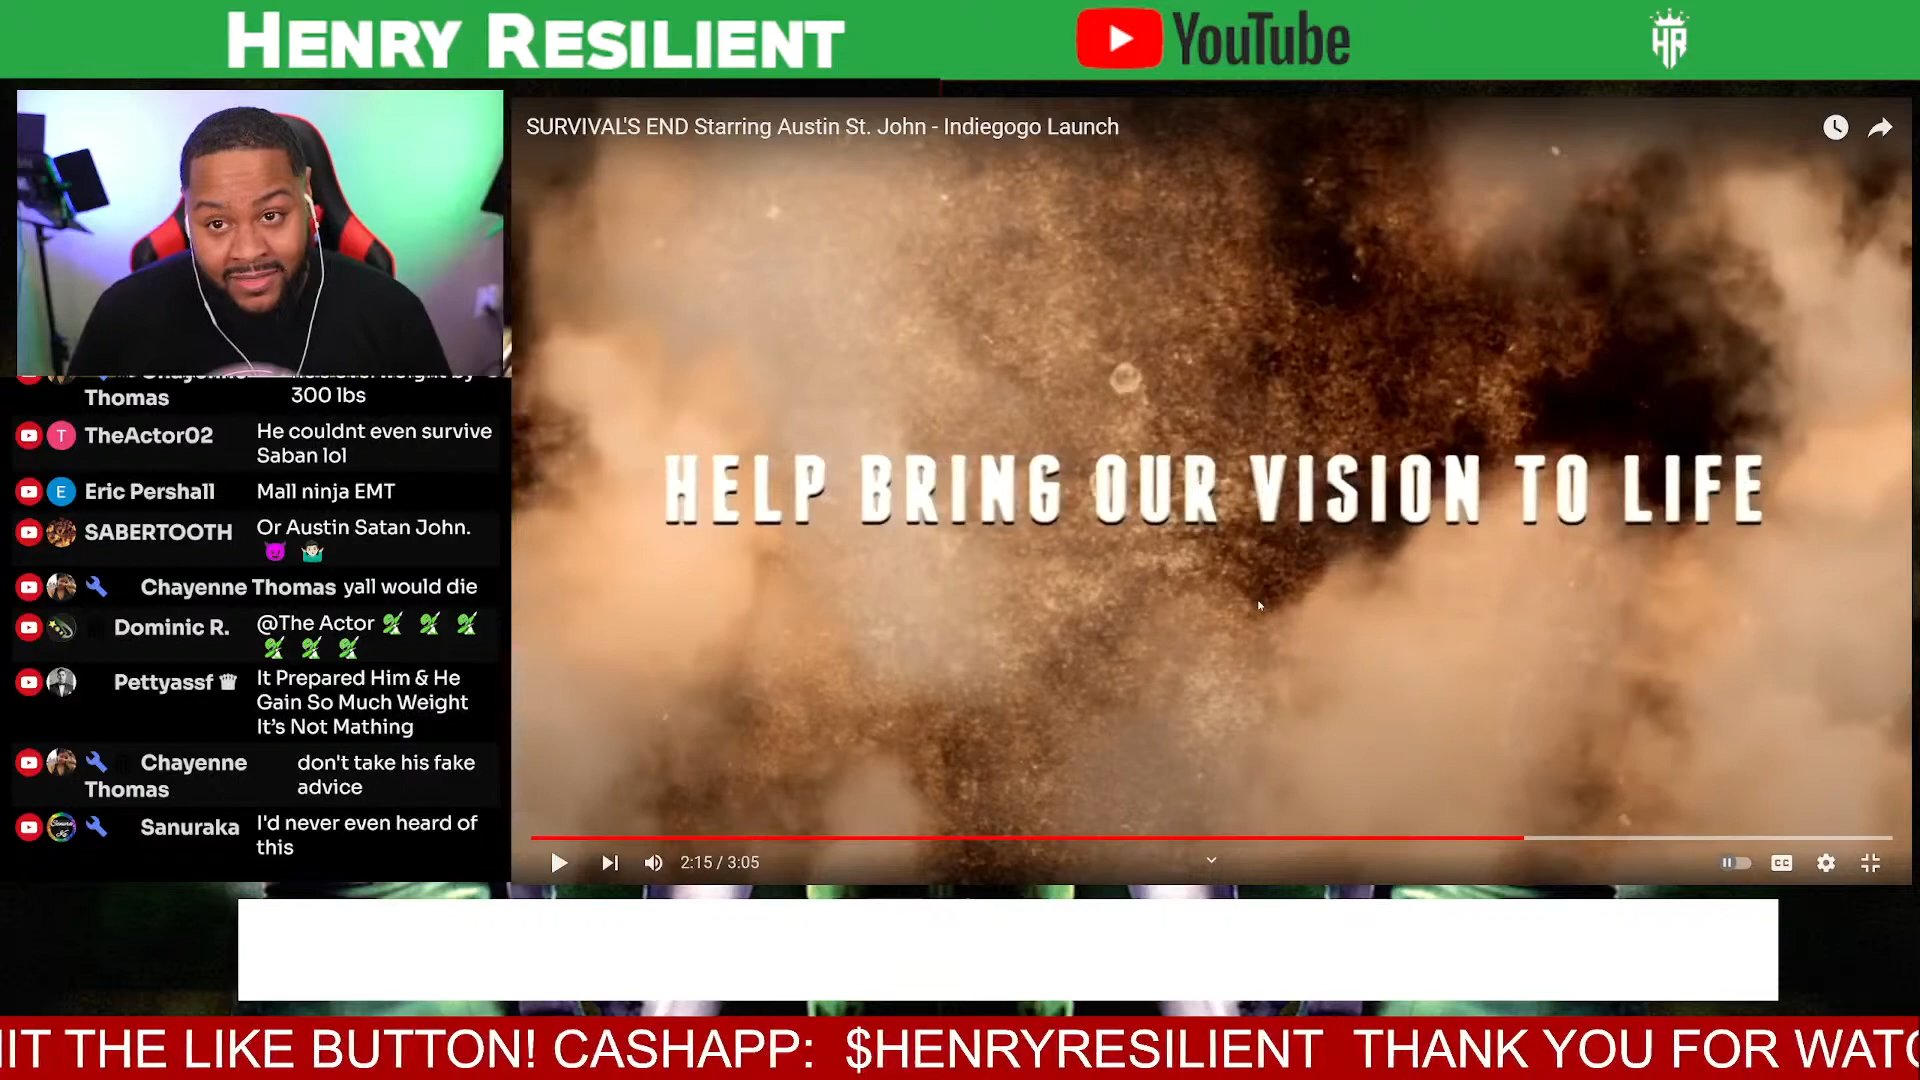 HENRY RESILIENT
YouTube
HR
SURVIVAL'S END Starring Austin St. John - Indiegogo Launch
Thomas 300 lbs
TheActor02 He couldnt even survive
Saban lol
Eric Pershall Mall ninja EMT
SABERTOOTH Or Austin Satan John.
😈 🤷🏻‍♂️
Chayenne Thomas yall would die
Dominic R. @The Actor
Pettyassf It Prepared Him & He
Gain So Much Weight
It's Not Mathing
Chayenne don't take his fake
Thomas advice
Sanuraka I'd never even heard of
this
HELP BRING OUR VISION TO LIFE
2:15 / 3:05
CC
HIT THE LIKE BUTTON! CASHAPP: $HENRYRESILIENT THANK YOU FOR WATC